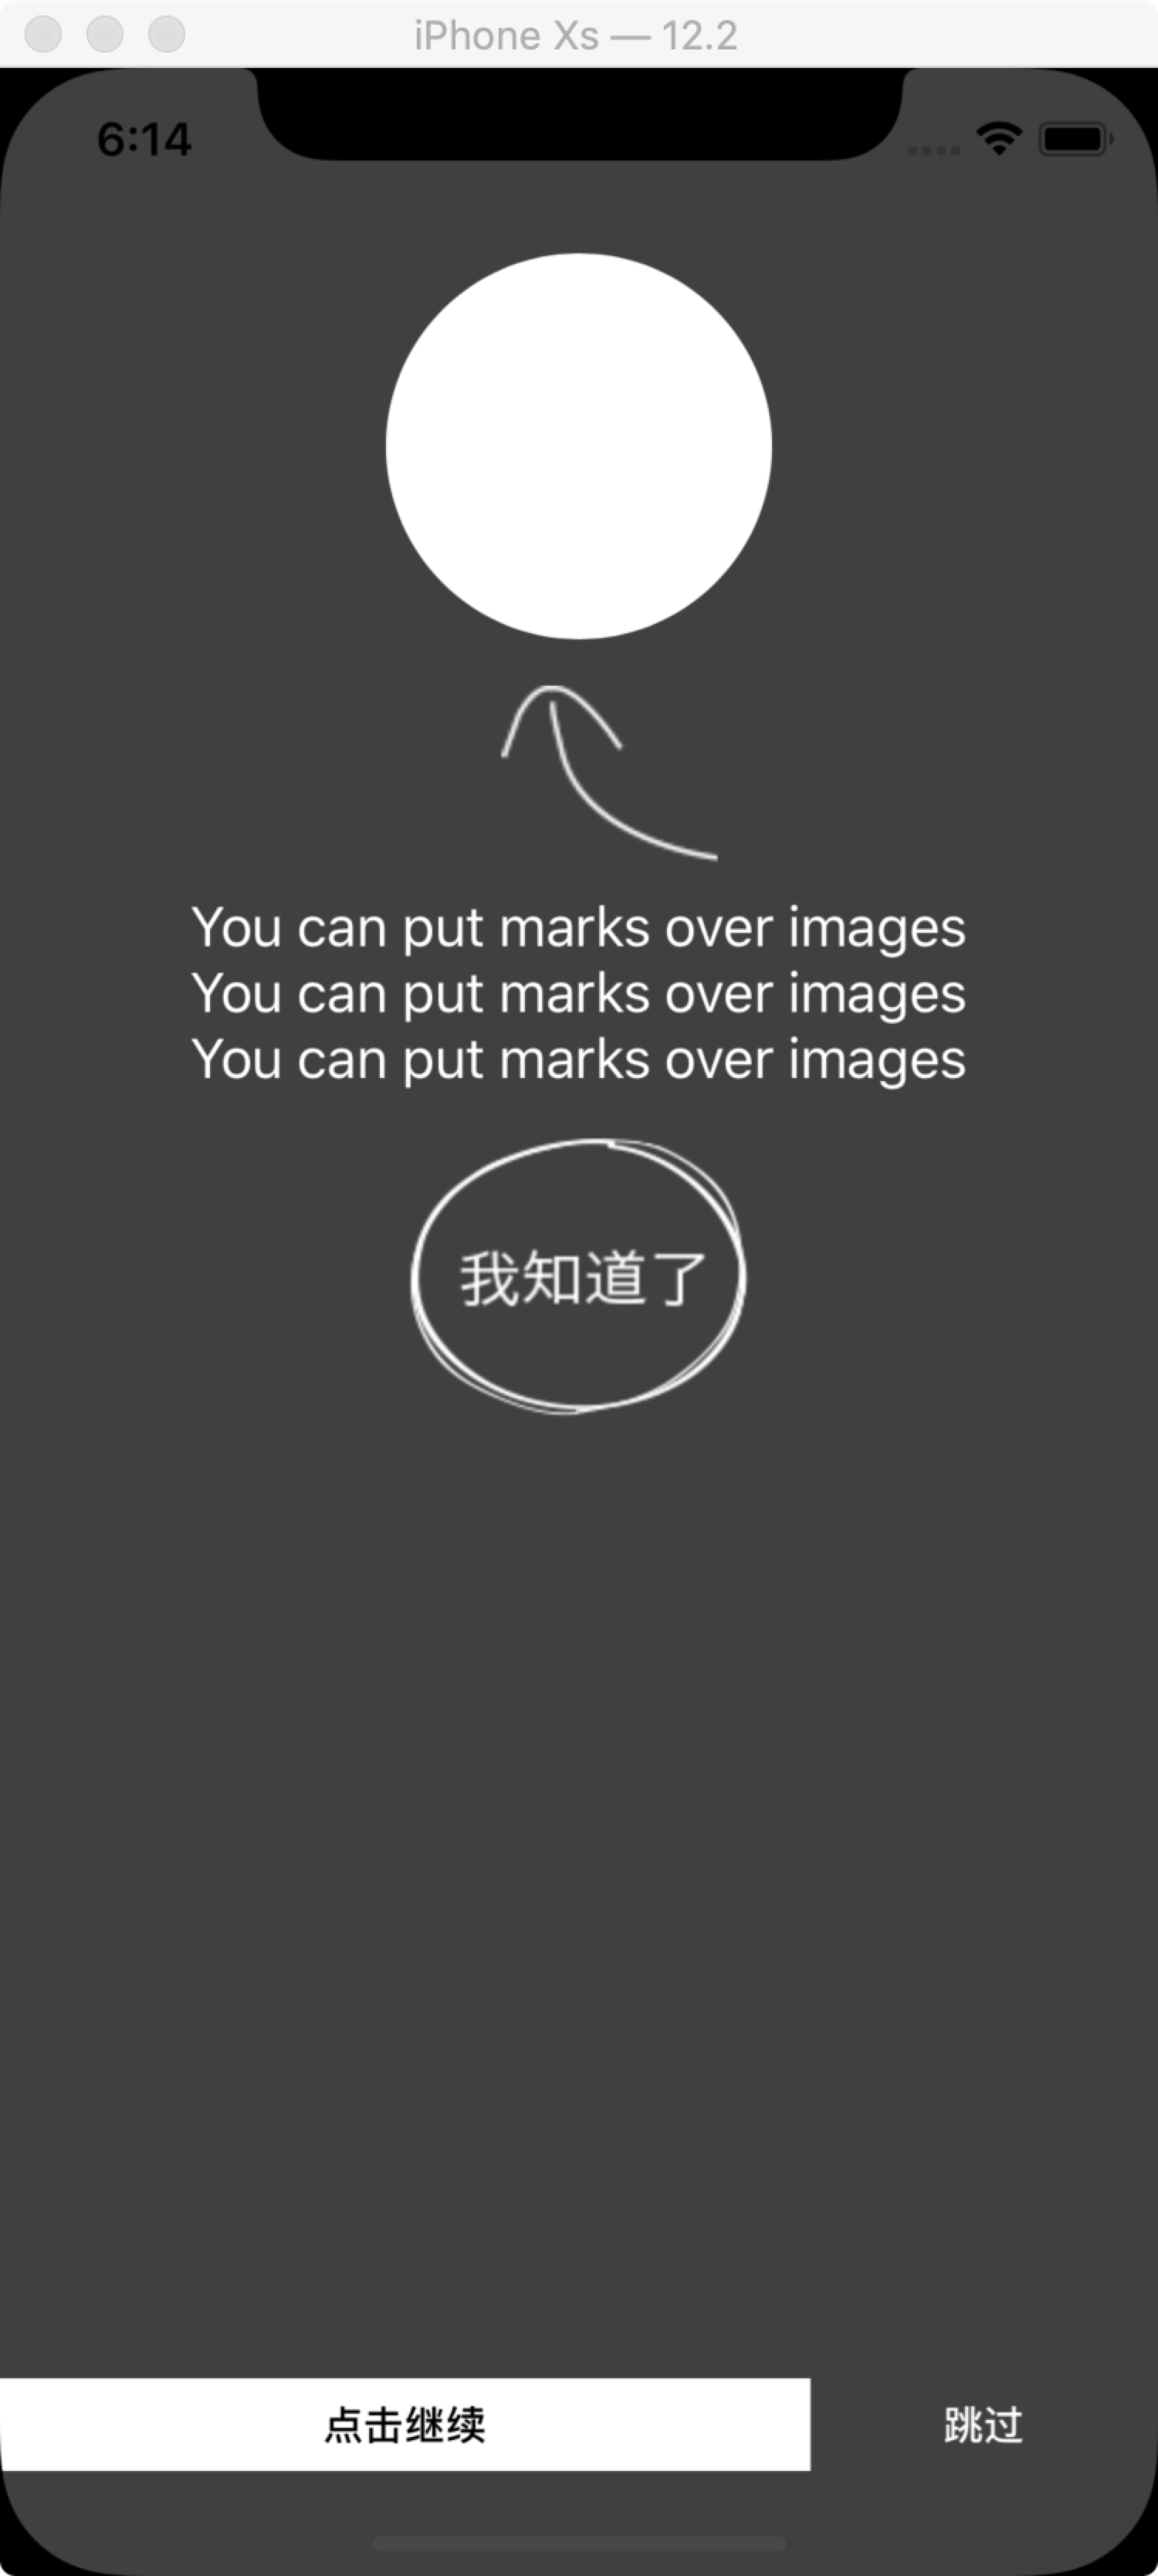 iPhone Xs — 12.2
6:14
You can put marks over images
You can put marks over images
You can put marks over images
我知道了
点击继续
跳过